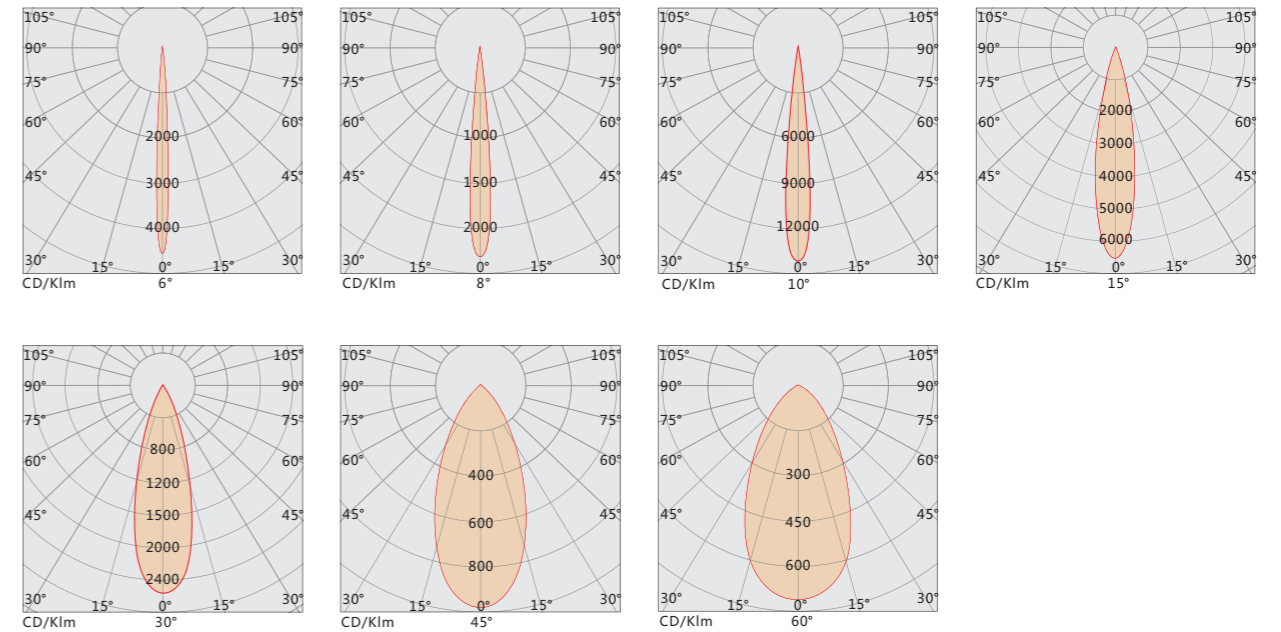 105° 105° 105° 105° 105° 105° 105° 105°
90° 90° 90° 90° 90° 90° 90° 90°
75° 75° 75° 75° 75° 75° 75° 75°
2000
60° 60° 60° 60° 60° 60° 60° 60°
2000 1000 6000 3000
45° 45° 45° 45° 45° 45° 45° 45°
3000 1500 9000 4000
5000
4000 2000 12000 6000
30° 15° 0° 15° 30° 30° 15° 0° 15° 30° 30° 15° 0° 15° 30° 30° 15° 0° 15° 30°
CD/Klm 6° CD/Klm 8° CD/Klm 10° CD/Klm 15°
105° 105° 105° 105° 105° 105°
90° 90° 90° 90° 90° 90°
75° 75° 75° 75° 75° 75°
800
60° 60° 60° 60° 60° 60°
1200 400 300
45° 45° 45° 45° 45° 45°
1500 600 450
2000
2400 800 600
30° 15° 0° 15° 30° 30° 15° 0° 15° 30° 30° 15° 0° 15° 30°
CD/Klm 30° CD/Klm 45° CD/Klm 60°